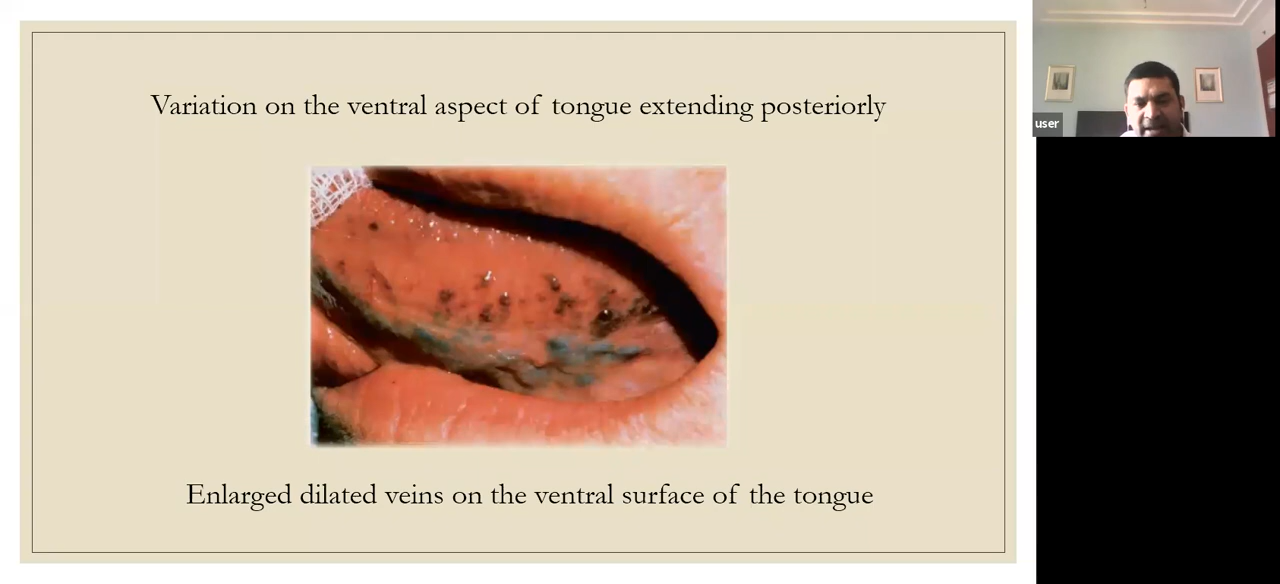 Variation on the ventral aspect of tongue extending posteriorly
user
Enlarged dilated veins on the ventral surface of the tongue